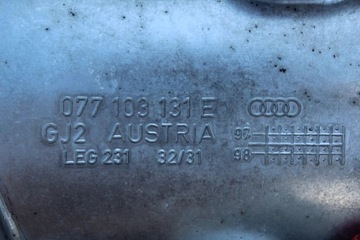 077 103 131 E
GJ2 AUSTRIA 97
LEG 231 32/31 98